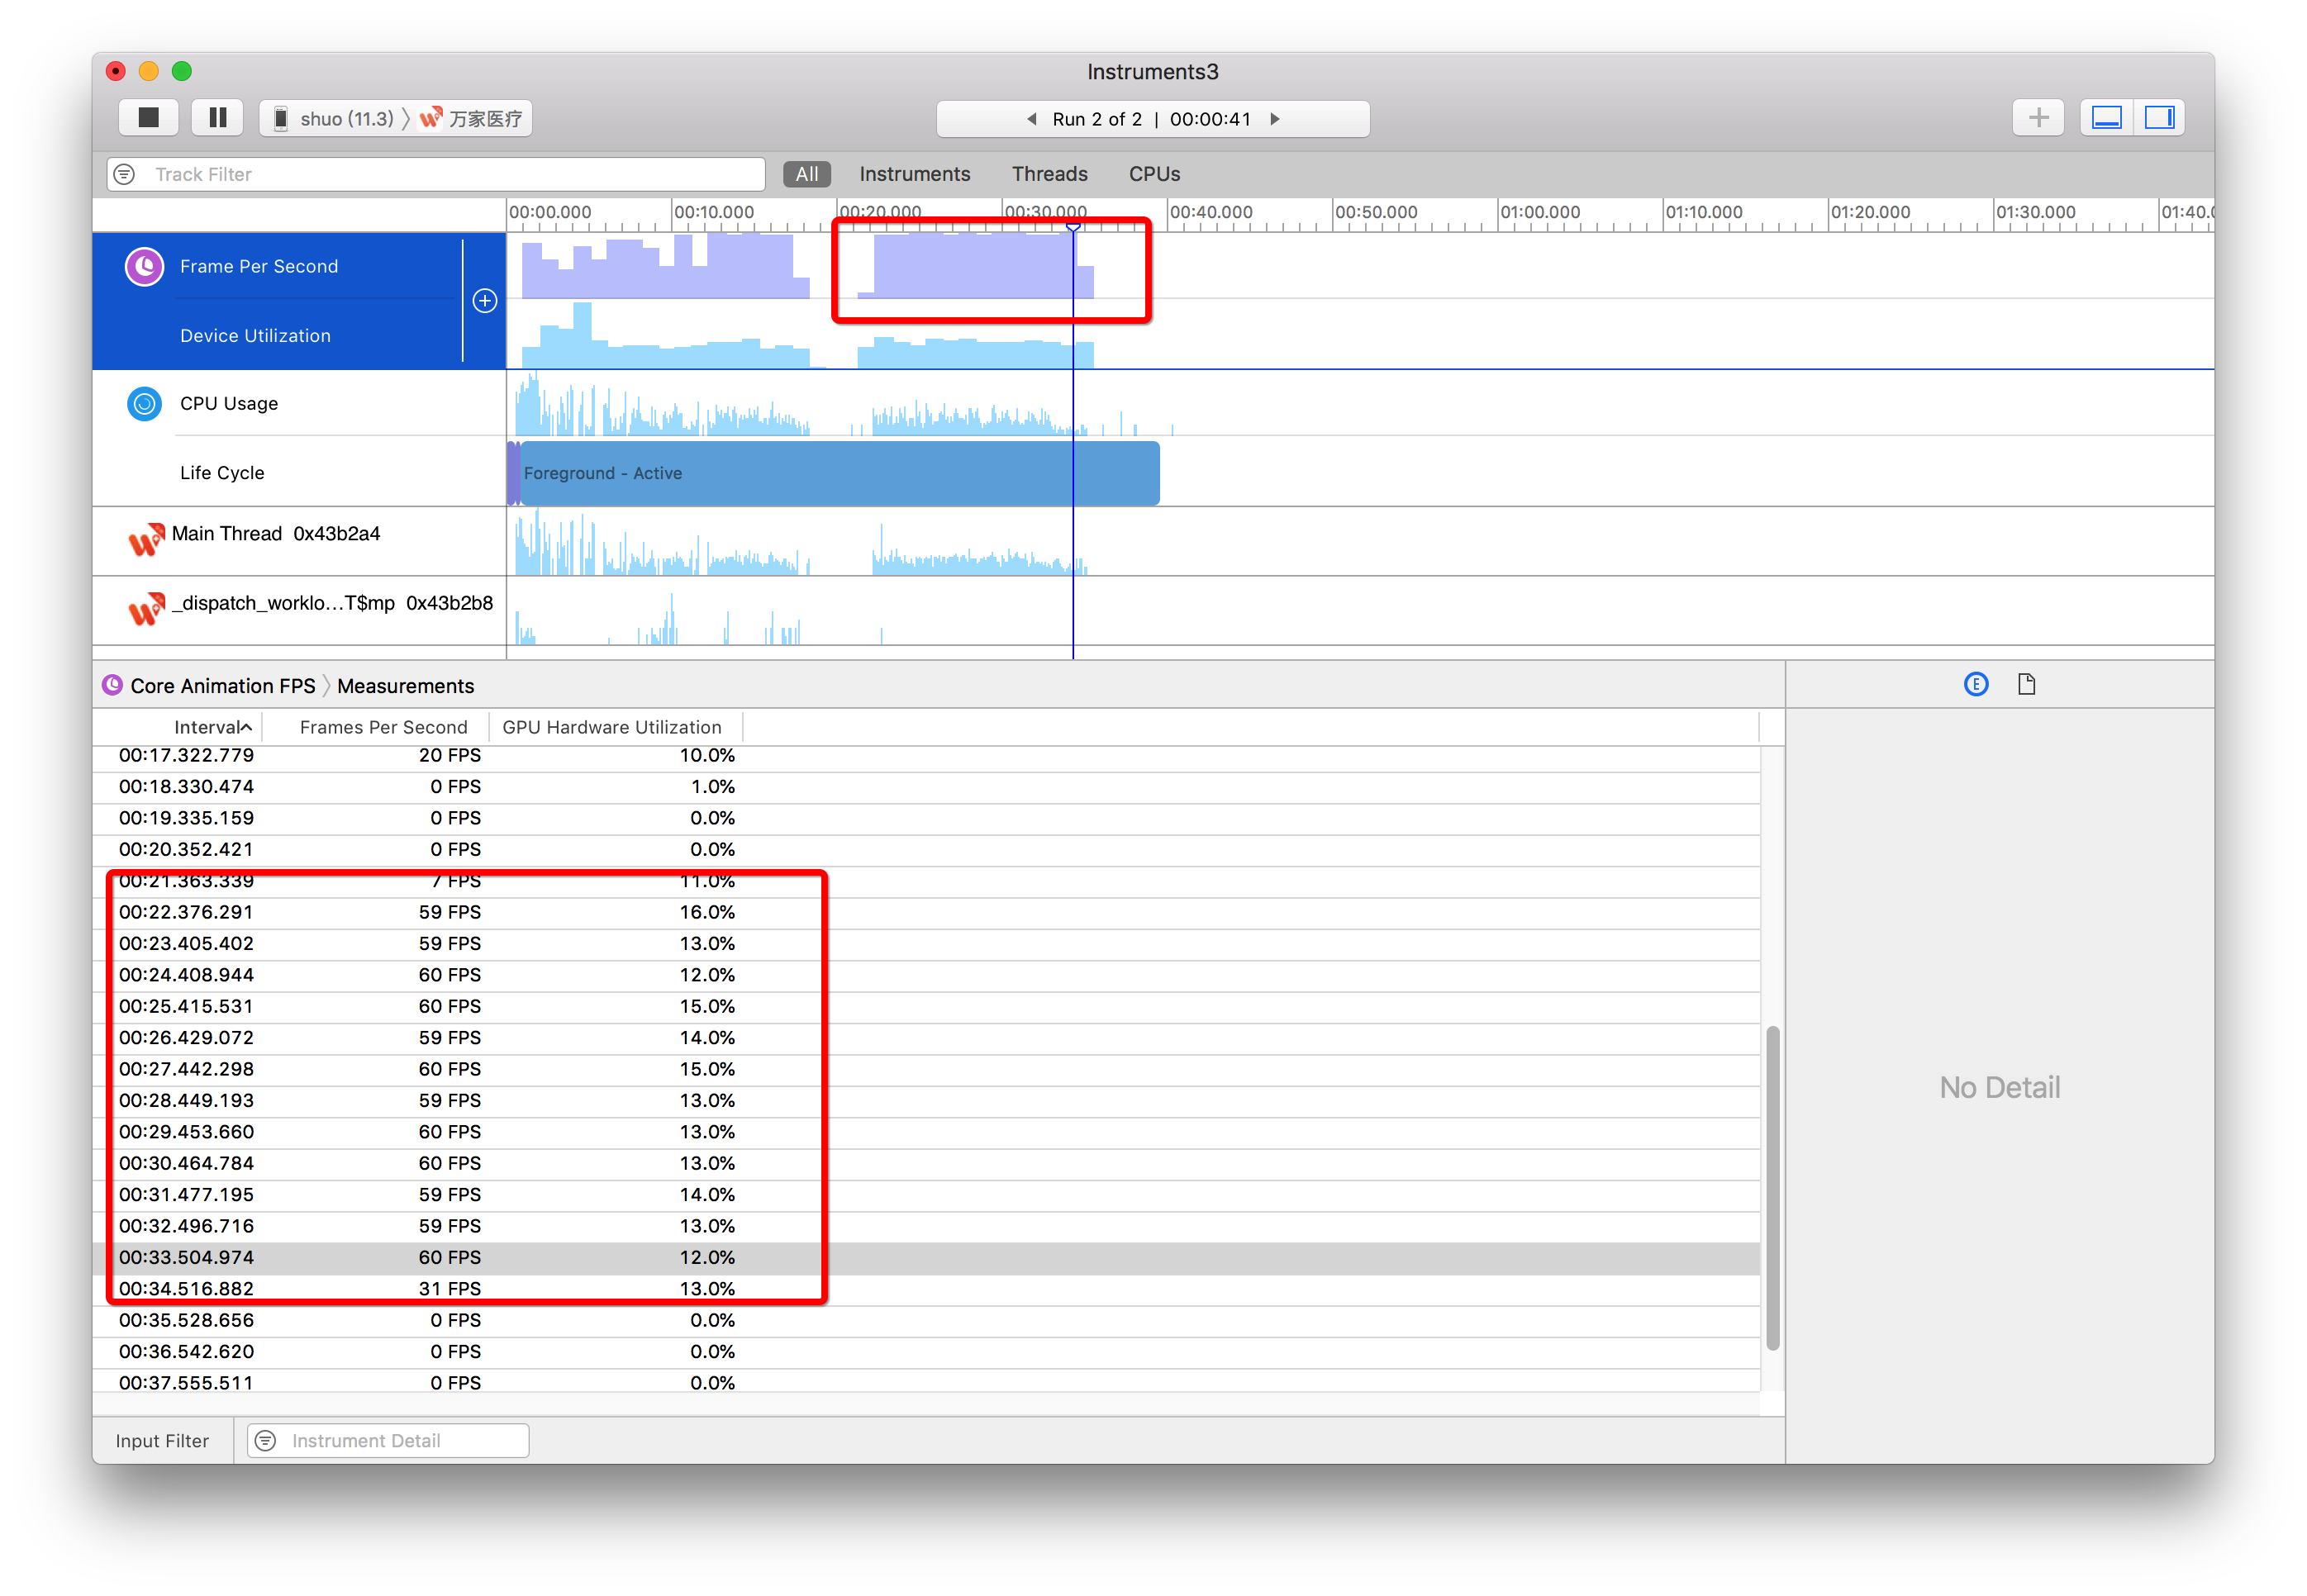 Instruments3
shuo (11.3) 〉 万家医疗
Run 2 of 2 | 00:00:41
Track Filter
All Instruments Threads CPUs
00:00.000 00:10.000 00:20.000 00:30.000 00:40.000 00:50.000 01:00.000 01:10.000 01:20.000 01:30.000 01:40.0
Frame Per Second
Device Utilization
CPU Usage
Life Cycle
Foreground - Active
Main Thread 0x43b2a4
_dispatch_worklo...T$mp 0x43b2b8
Core Animation FPS 〉 Measurements
Interval Frames Per Second GPU Hardware Utilization
00:17.322.779 20 FPS 10.0%
00:18.330.474 0 FPS 1.0%
00:19.335.159 0 FPS 0.0%
00:20.352.421 0 FPS 0.0%
00:21.363.339 7 FPS 11.0%
00:22.376.291 59 FPS 16.0%
00:23.405.402 59 FPS 13.0%
00:24.408.944 60 FPS 12.0%
00:25.415.531 60 FPS 15.0%
00:26.429.072 59 FPS 14.0%
00:27.442.298 60 FPS 15.0%
00:28.449.193 59 FPS 13.0%
00:29.453.660 60 FPS 13.0%
00:30.464.784 60 FPS 13.0%
00:31.477.195 59 FPS 14.0%
00:32.496.716 59 FPS 13.0%
00:33.504.974 60 FPS 12.0%
00:34.516.882 31 FPS 13.0%
00:35.528.656 0 FPS 0.0%
00:36.542.620 0 FPS 0.0%
00:37.555.511 0 FPS 0.0%
E
No Detail
Input Filter Instrument Detail